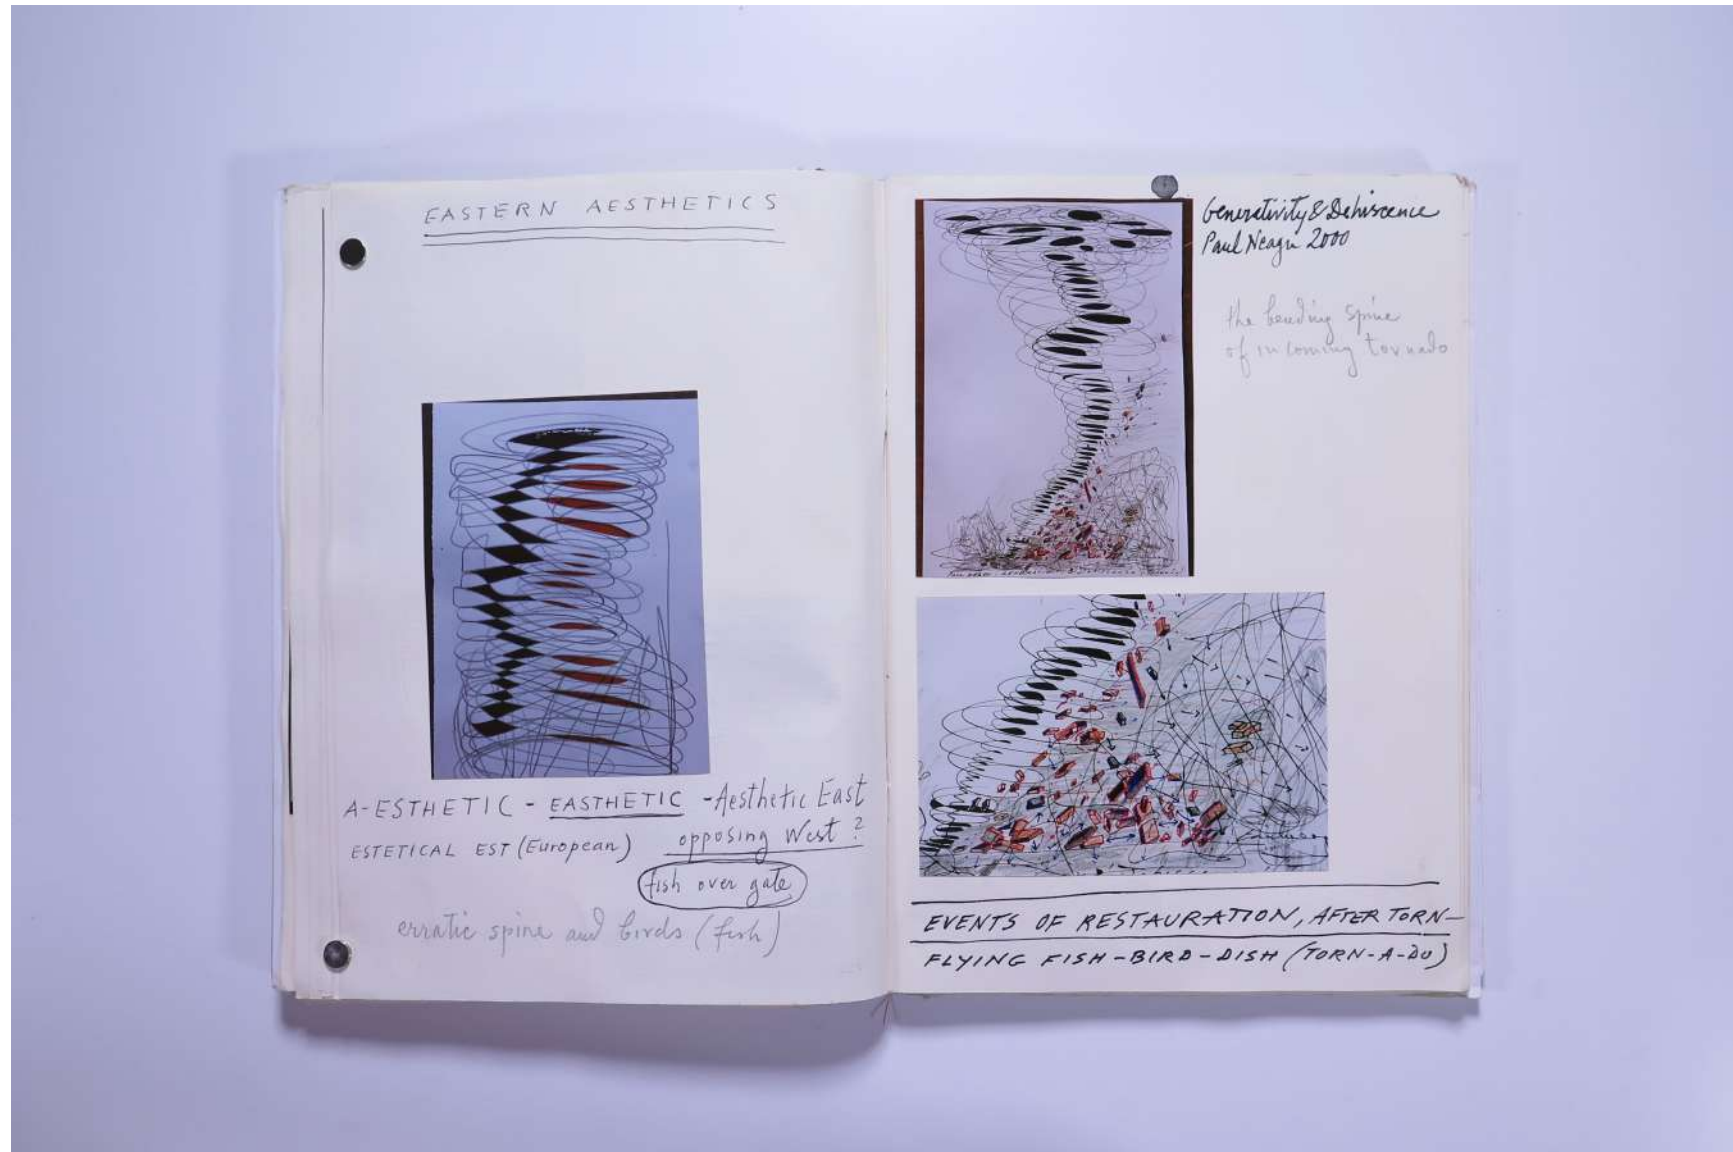 EASTERN AESTHETICS
A-ESTHETIC - EASTHETIC - Aesthetic East
ESTETICAL EST (European) opposing West?
fish over gate
erratic spine and birds (fish)
Generativity & Dehiscence
Paul Neagu 2000
the bending spine
of incoming tornado
EVENTS OF RESTAURATION, AFTER TORN-
FLYING FISH-BIRD-DISH (TORN-A-DO)